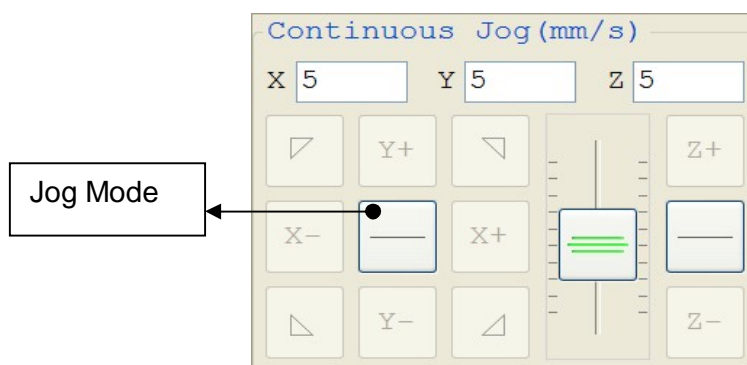 Continuous Jog(mm/s)
X 5 Y 5 Z 5
Y+ Z+
Jog Mode
X- X+
Y- Z-